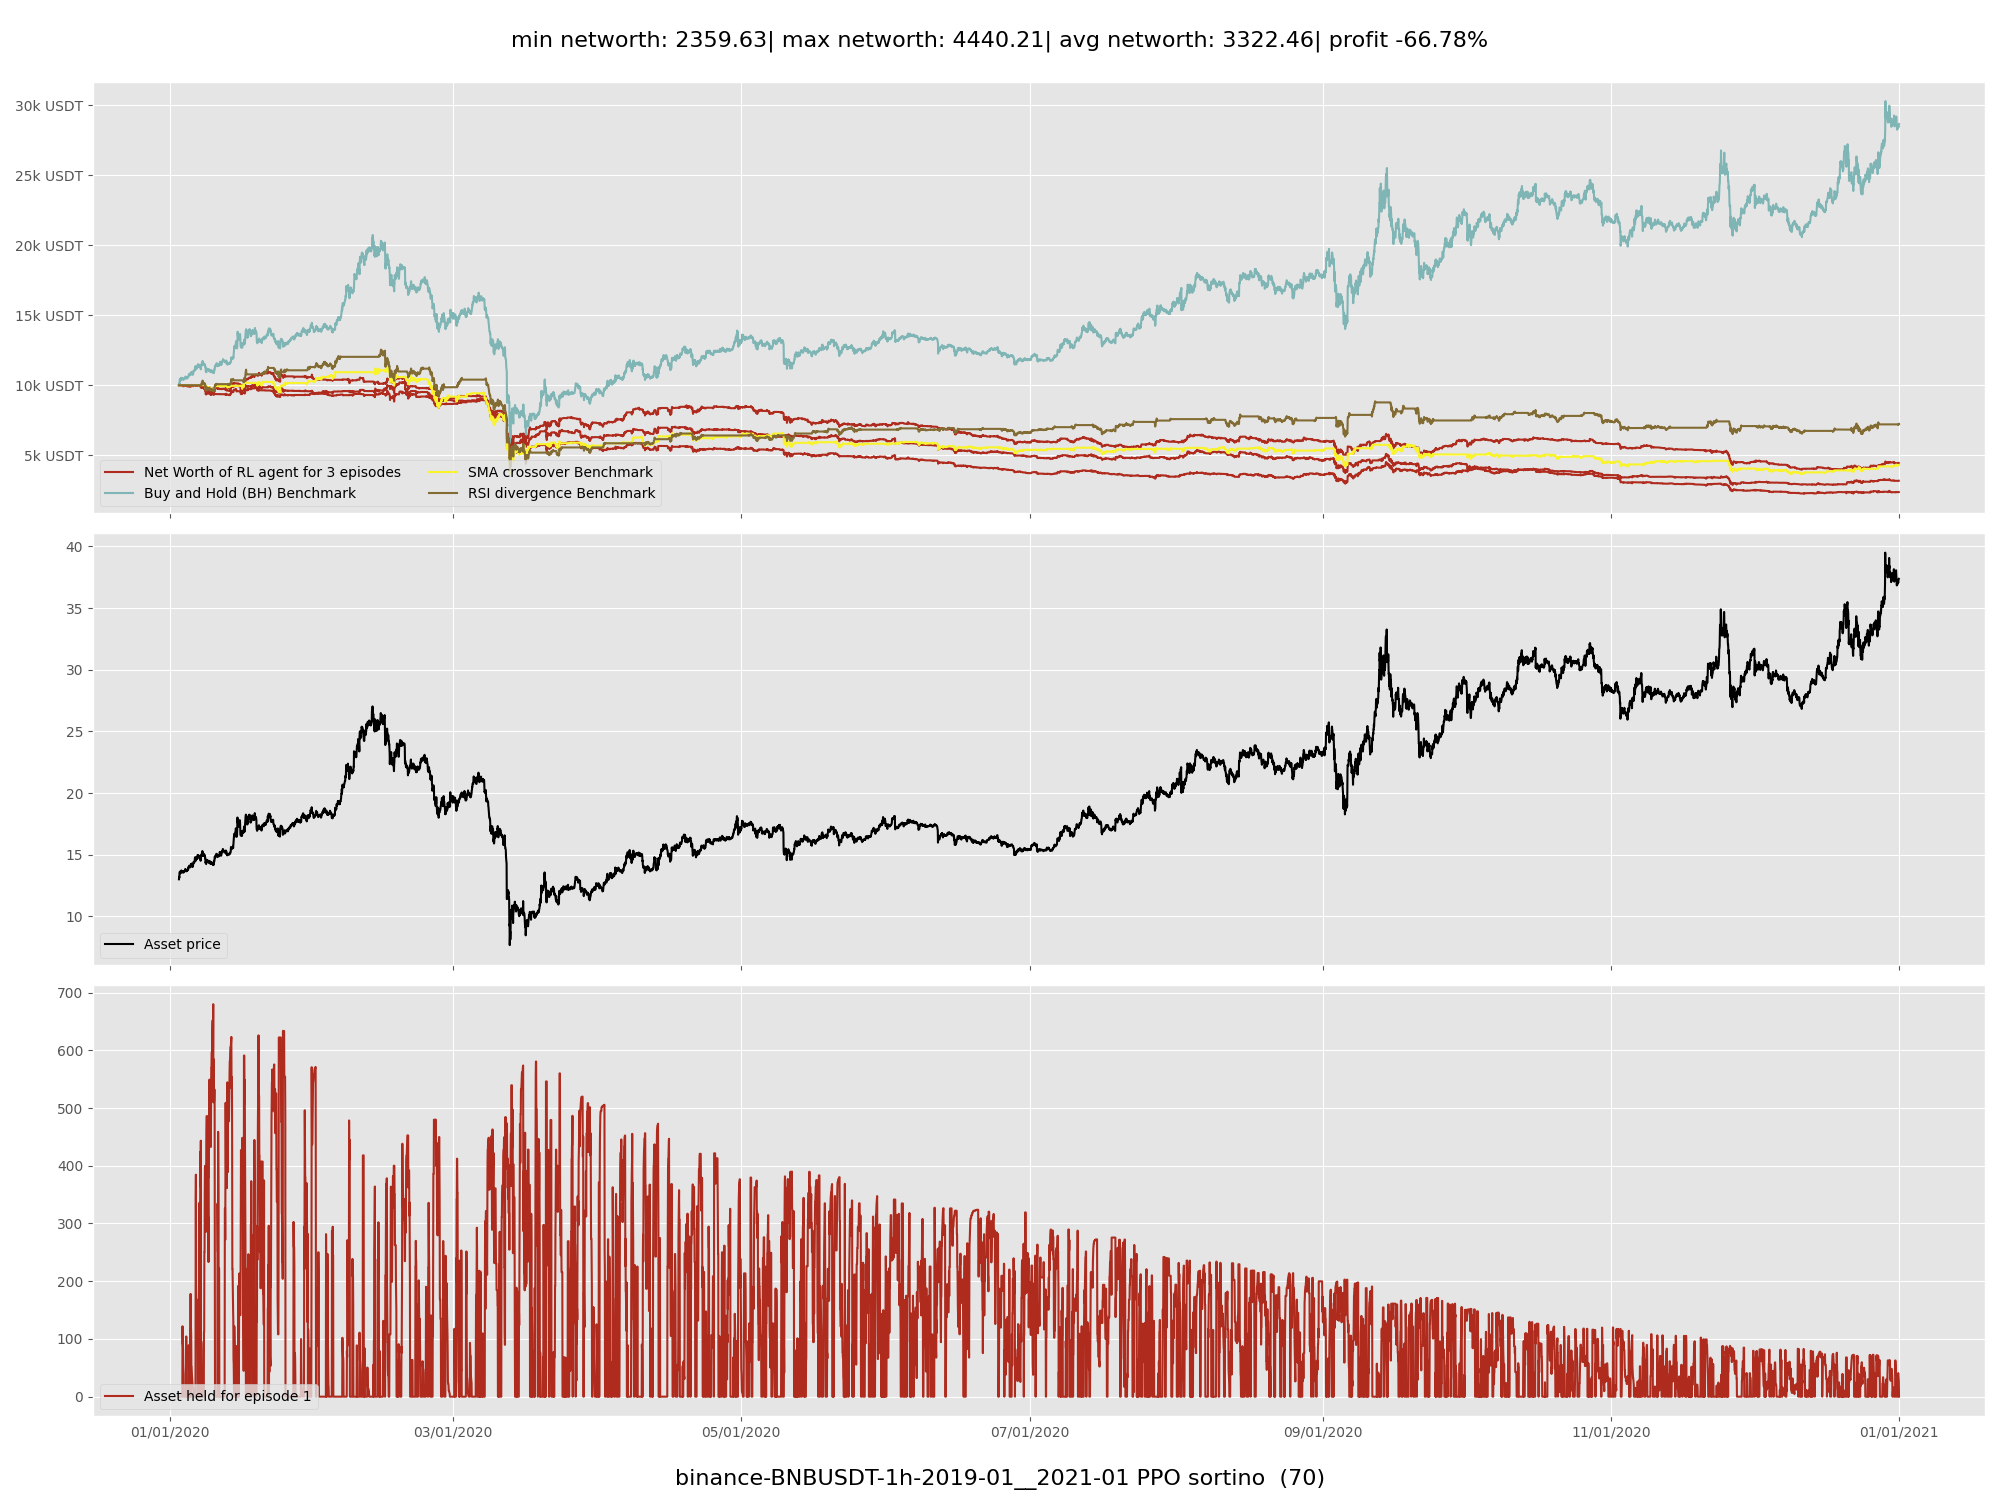 min networth: 2359.63| max networth: 4440.21| avg networth: 3322.46| profit -66.78%
30k USDT
25k USDT
20k USDT
15k USDT
10k USDT
5k USDT
Net Worth of RL agent for 3 episodes
Buy and Hold (BH) Benchmark
SMA crossover Benchmark
RSI divergence Benchmark
40
35
30
25
20
15
10
Asset price
700
600
500
400
300
200
100
0
Asset held for episode 1
01/01/2020
03/01/2020
05/01/2020
07/01/2020
09/01/2020
11/01/2020
01/01/2021
binance-BNBUSDT-1h-2019-01__2021-01 PPO sortino  (70)